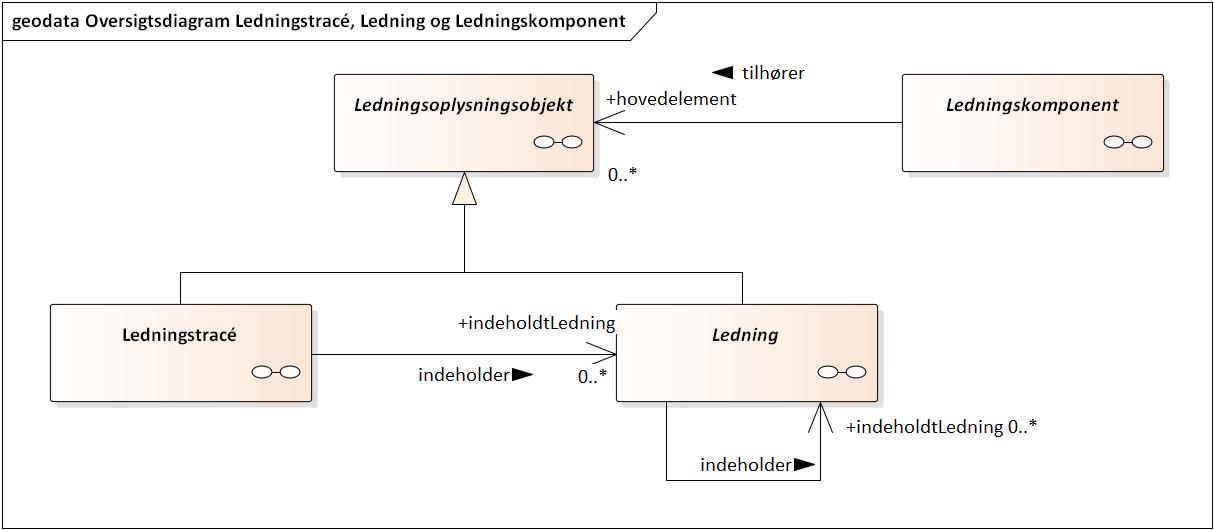 geodata Oversigtsdiagram Ledningstracé, Ledning og Ledningskomponent
tilhører
Ledningsoplysningsobjekt
+hovedelement
Ledningskomponent
0..*
+indeholdtLedning
Ledningstracé
Ledning
indeholder
0..*
+indeholdtLedning 0..*
indeholder